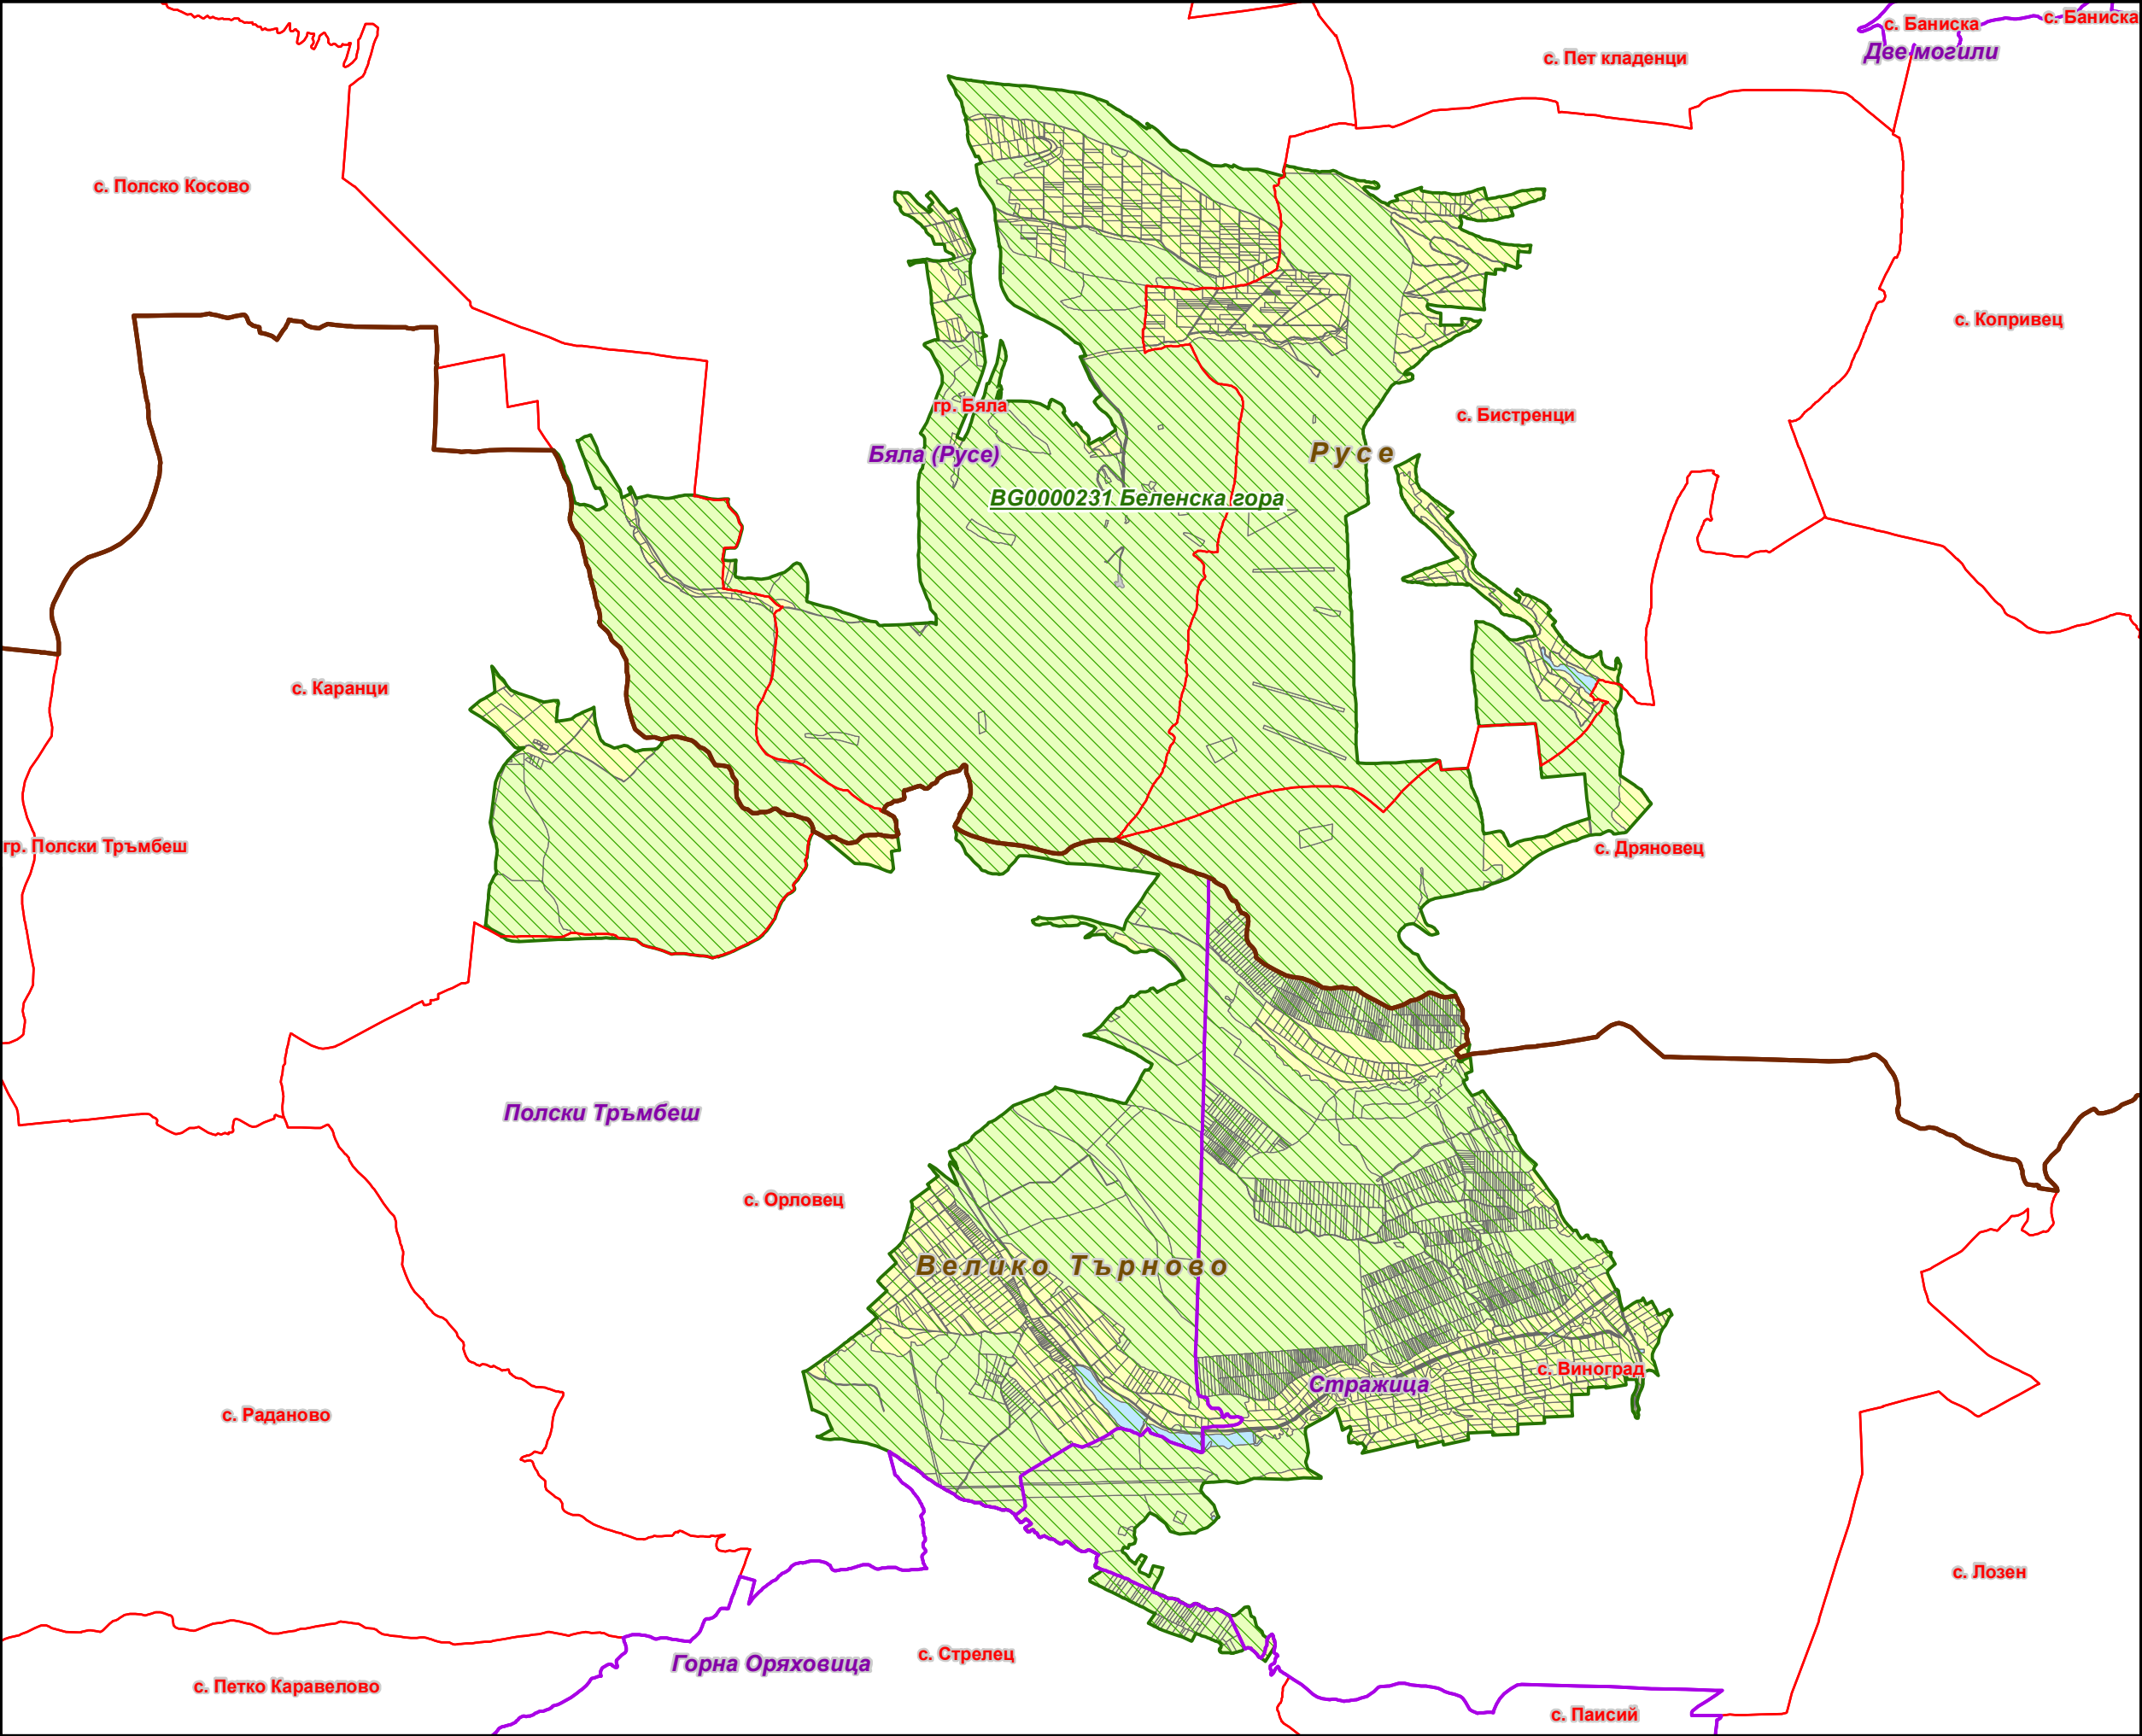 с. Баниска
с. Баниска
Две могили
с. Пет кладенци
с. Полско Косово
с. Копривец
гр. Бяла
с. Бистренци
Бяла (Русе)
Русе
BG0000231 Беленска гора
с. Каранци
гр. Полски Тръмбеш
с. Дряновец
Полски Тръмбеш
с. Орловец
Велико Търново
с. Виноград
Стражица
с. Раданово
с. Лозен
с. Стрелец
Горна Оряховица
с. Петко Каравелово
с. Паисий